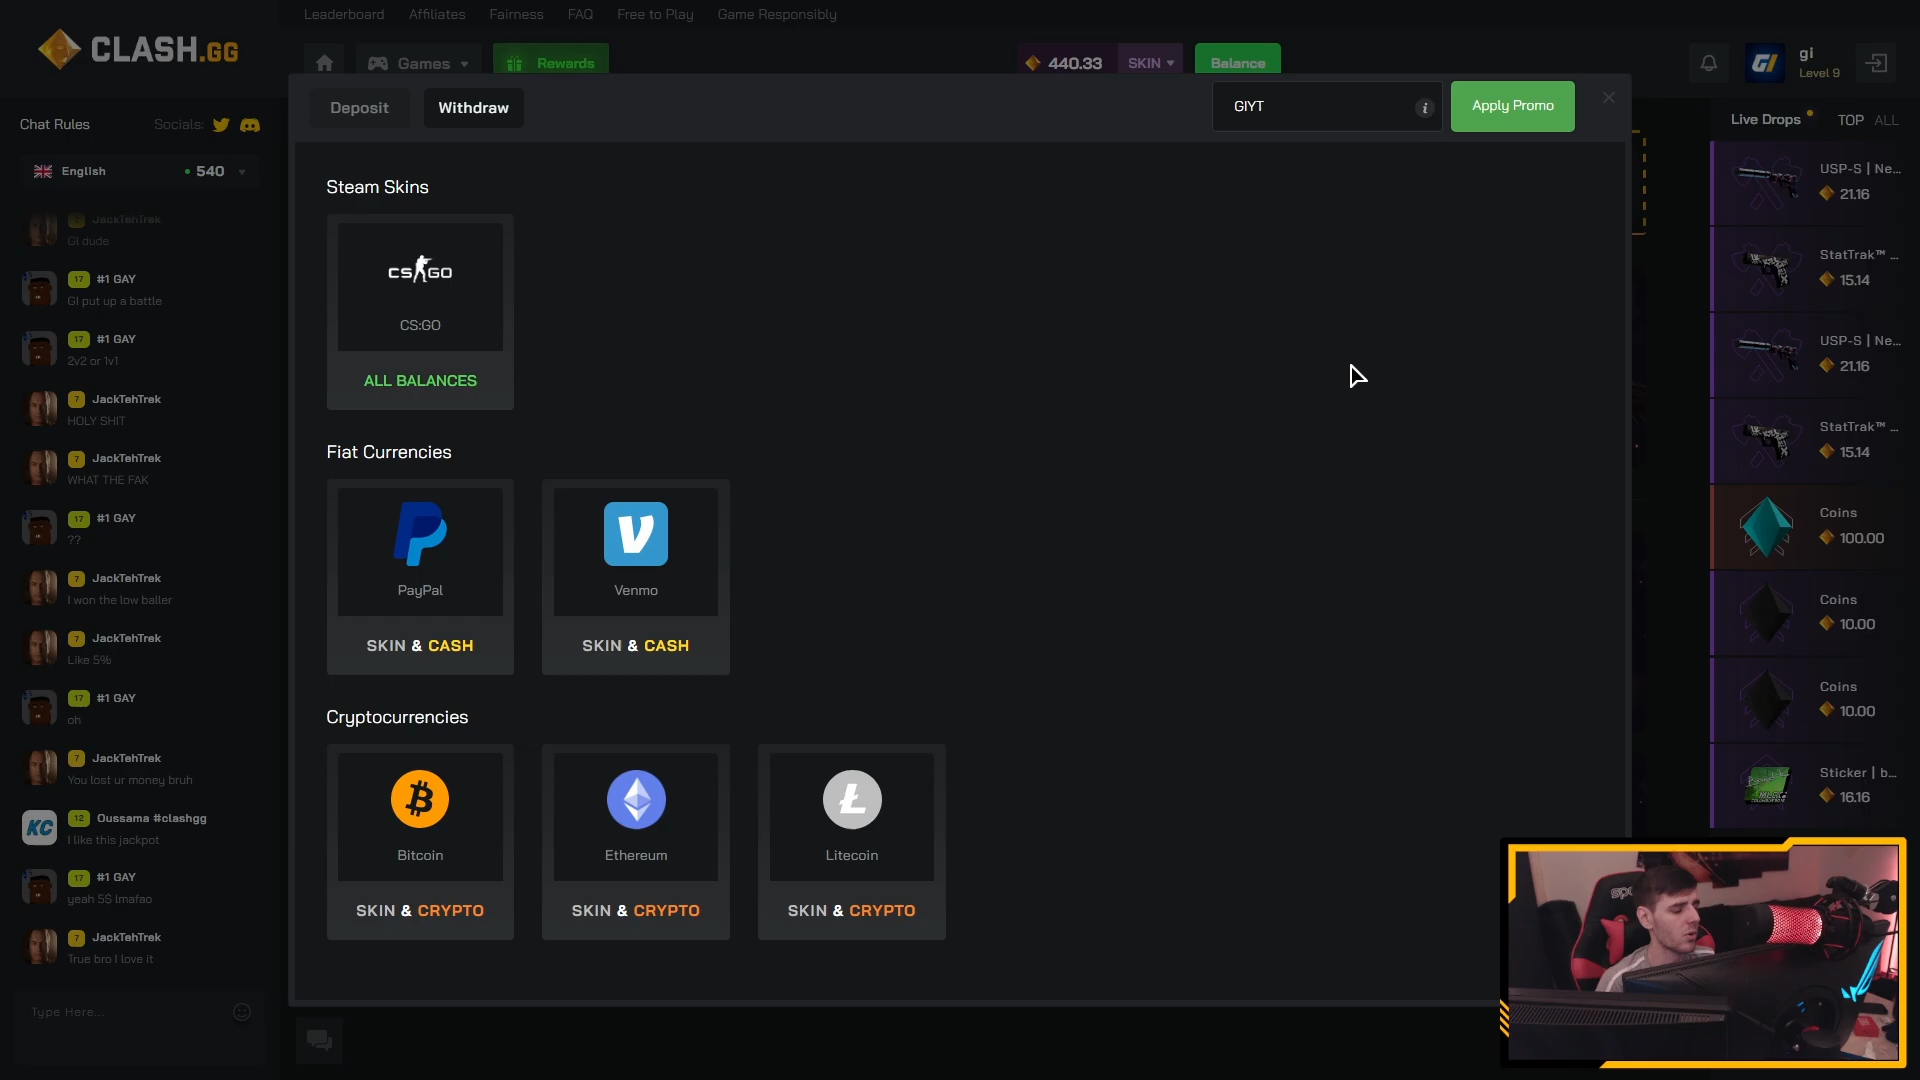 Leaderboard Affiliates Fairness FAQ Free to Play Game Responsibly
CLASH.GG
Games
Rewards
440.33
SKIN
Balance
gi
Level 9
Deposit
Withdraw
GIYT
Apply Promo
Chat Rules
Socials:
English
540
JackTehTrek
Gl dude
17 #1 GAY
GI put up a battle
17 #1 GAY
2v2 or 1v1
7 JackTehTrek
HOLY SHIT
7 JackTehTrek
WHAT THE FAK
17 #1 GAY
??
7 JackTehTrek
I won the low baller
7 JackTehTrek
Like 5%
17 #1 GAY
oh
7 JackTehTrek
You lost ur money bruh
KC
12 Oussama #clashgg
I like this jackpot
17 #1 GAY
yeah 5$ lmafao
7 JackTehTrek
True bro I love it
Type Here...
Steam Skins
CS GO
CS:GO
ALL BALANCES
Fiat Currencies
PayPal
SKIN & CASH
Venmo
SKIN & CASH
Cryptocurrencies
Bitcoin
SKIN & CRYPTO
Ethereum
SKIN & CRYPTO
Litecoin
SKIN & CRYPTO
Live Drops
TOP ALL
USP-S | Ne...
21.16
StatTrak™ ...
15.14
USP-S | Ne...
21.16
StatTrak™ ...
15.14
Coins
100.00
Coins
10.00
Coins
10.00
Sticker | b...
16.16